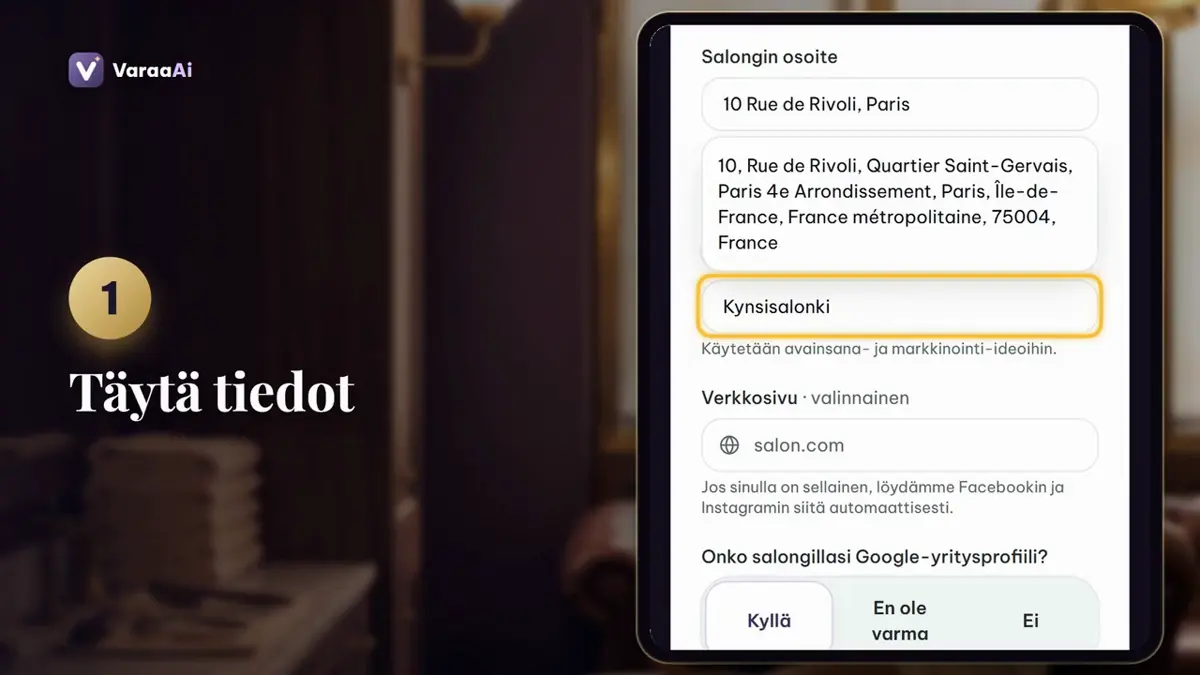 VaraaAi
1
Täytä tiedot
Salongin osoite
10 Rue de Rivoli, Paris
10, Rue de Rivoli, Quartier Saint-Gervais,
Paris 4e Arrondissement, Paris, Île-de-
France, France métropolitaine, 75004,
France
Kynsisalonki
Käytetään avainsana- ja markkinointi-ideoihin.
Verkkosivu · valinnainen
salon.com
Jos sinulla on sellainen, löydämme Facebookin ja
Instagramin siitä automaattisesti.
Onko salongillasi Google-yritysprofiili?
Kyllä
En ole
varma
Ei